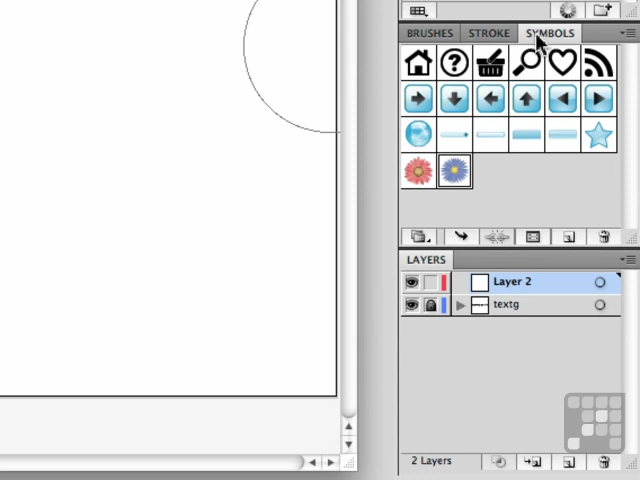 BRUSHES STROKE SYMBOLS
LAYERS
Layer 2
textg
2 Layers